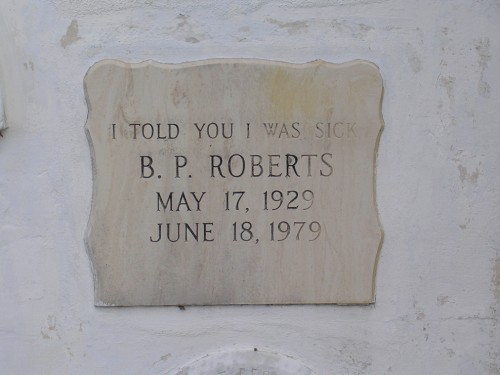 I TOLD YOU I WAS SICK
B. P. ROBERTS
MAY 17, 1929
JUNE 18, 1979